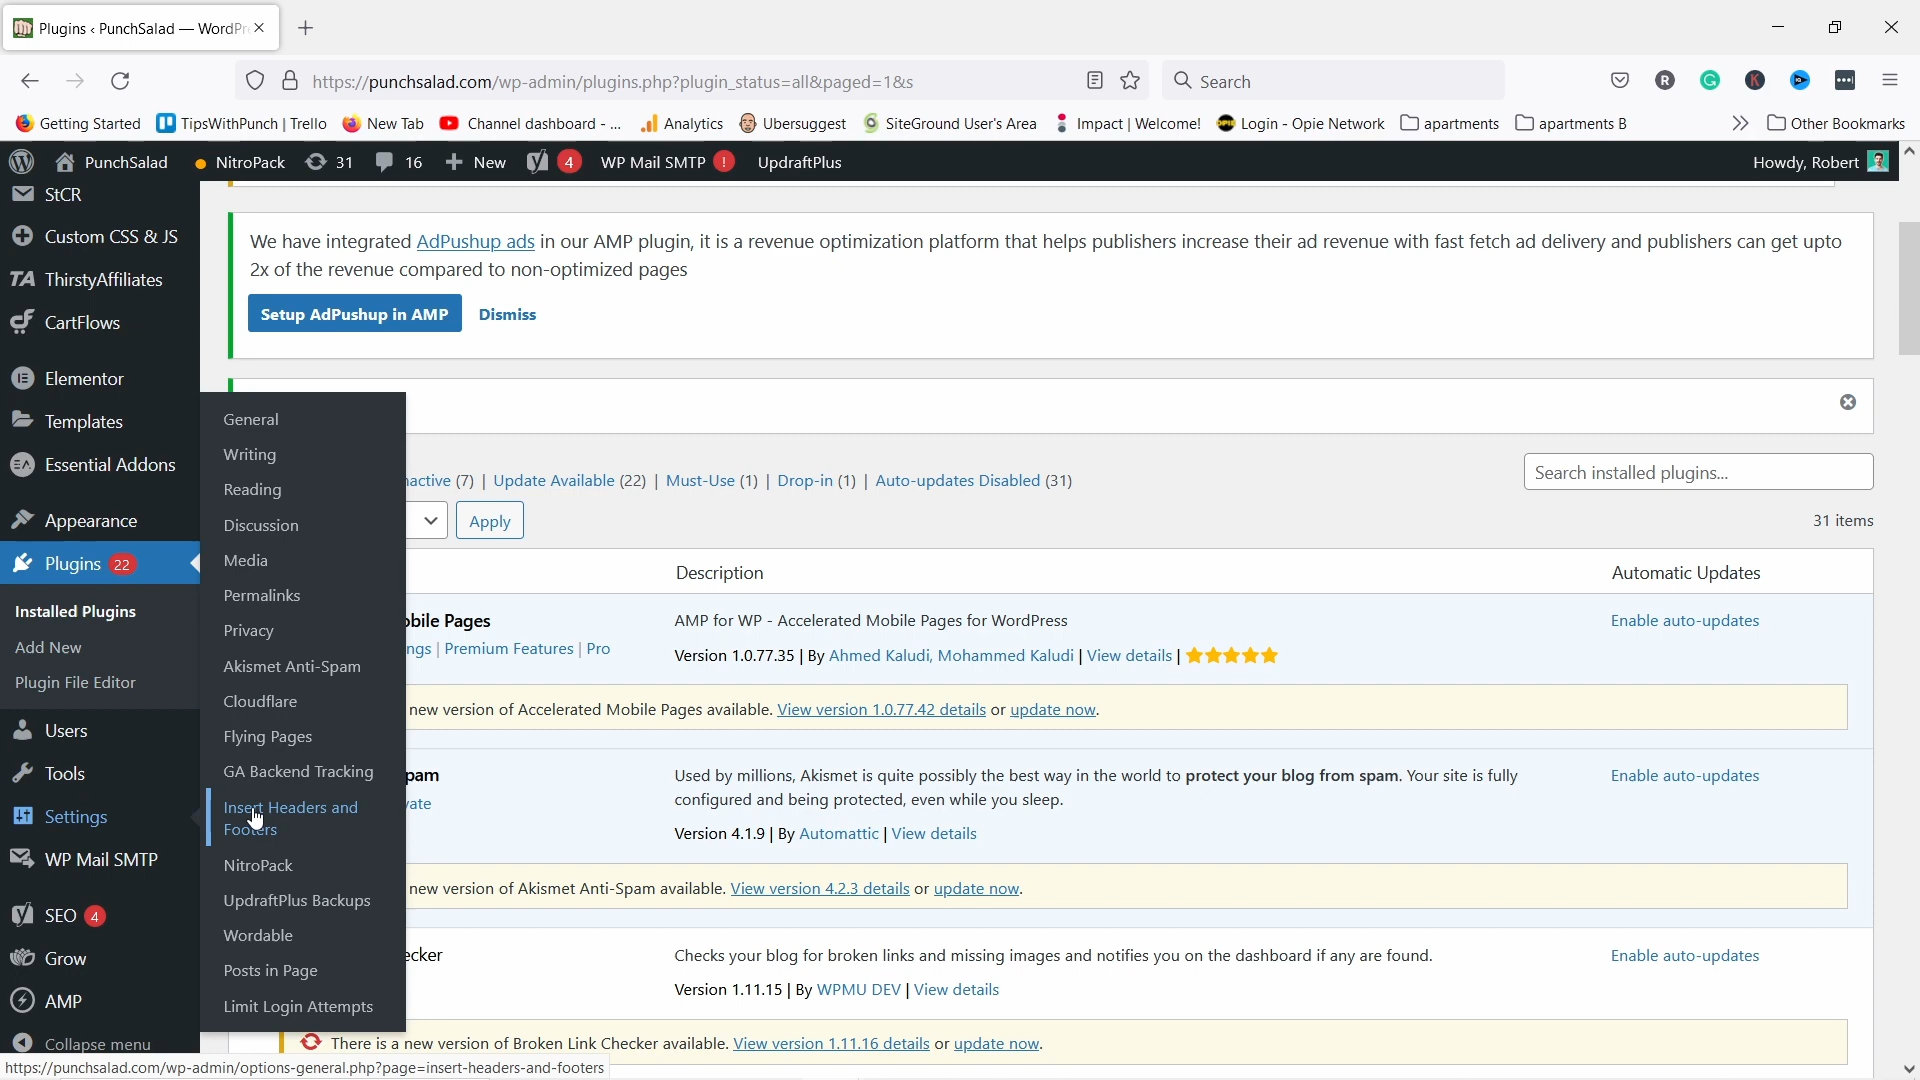 Plugins ‹ PunchSalad — WordPr
https://punchsalad.com/wp-admin/plugins.php?plugin_status=all&paged=1&s
Search
Getting Started TipsWithPunch | Trello New Tab Channel dashboard - ... Analytics Ubersuggest SiteGround User's Area Impact | Welcome! Login - Opie Network apartments apartments B Other Bookmarks
PunchSalad NitroPack 31 16 New 4 WP Mail SMTP ! UpdraftPlus Howdy, Robert
StCR
Custom CSS & JS
ThirstyAffiliates
CartFlows
Elementor
Templates
Essential Addons
Appearance
Plugins 22
Installed Plugins
Add New
Plugin File Editor
Users
Tools
Settings
WP Mail SMTP
SEO 4
Grow
AMP
Collapse menu
General
Writing
Reading
Discussion
Media
Permalinks
Privacy
Akismet Anti-Spam
Cloudflare
Flying Pages
GA Backend Tracking
Insert Headers and
Footers
NitroPack
UpdraftPlus Backups
Wordable
Posts in Page
Limit Login Attempts
We have integrated AdPushup ads in our AMP plugin, it is a revenue optimization platform that helps publishers increase their ad revenue with fast fetch ad delivery and publishers can get upto
2x of the revenue compared to non-optimized pages
Setup AdPushup in AMP Dismiss
active (7) | Update Available (22) | Must-Use (1) | Drop-in (1) | Auto-updates Disabled (31)
Search installed plugins...
Apply
31 items
Description Automatic Updates
obile Pages AMP for WP - Accelerated Mobile Pages for WordPress Enable auto-updates
ngs | Premium Features | Pro Version 1.0.77.35 | By Ahmed Kaludi, Mohammed Kaludi | View details |
new version of Accelerated Mobile Pages available. View version 1.0.77.42 details or update now.
pam Used by millions, Akismet is quite possibly the best way in the world to protect your blog from spam. Your site is fully Enable auto-updates
vate configured and being protected, even while you sleep.
Version 4.1.9 | By Automattic | View details
new version of Akismet Anti-Spam available. View version 4.2.3 details or update now.
ecker Checks your blog for broken links and missing images and notifies you on the dashboard if any are found. Enable auto-updates
Version 1.11.15 | By WPMU DEV | View details
There is a new version of Broken Link Checker available. View version 1.11.16 details or update now.
https://punchsalad.com/wp-admin/options-general.php?page=insert-headers-and-footers